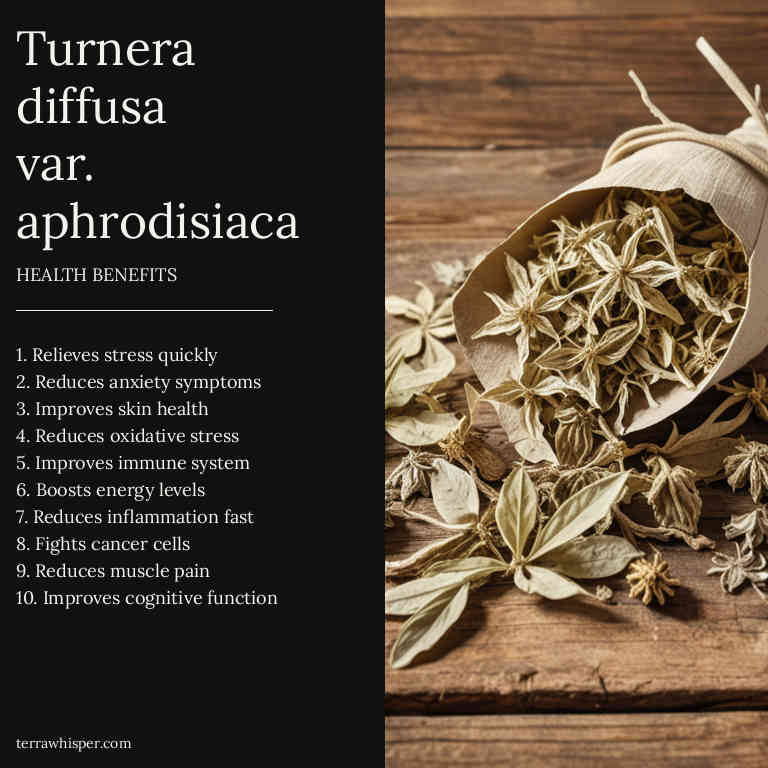 Turnera
diffusa
var.
aphrodisiaca
HEALTH BENEFITS
1. Relieves stress quickly
2. Reduces anxiety symptoms
3. Improves skin health
4. Reduces oxidative stress
5. Improves immune system
6. Boosts energy levels
7. Reduces inflammation fast
8. Fights cancer cells
9. Reduces muscle pain
10. Improves cognitive function
terrawhisper.com